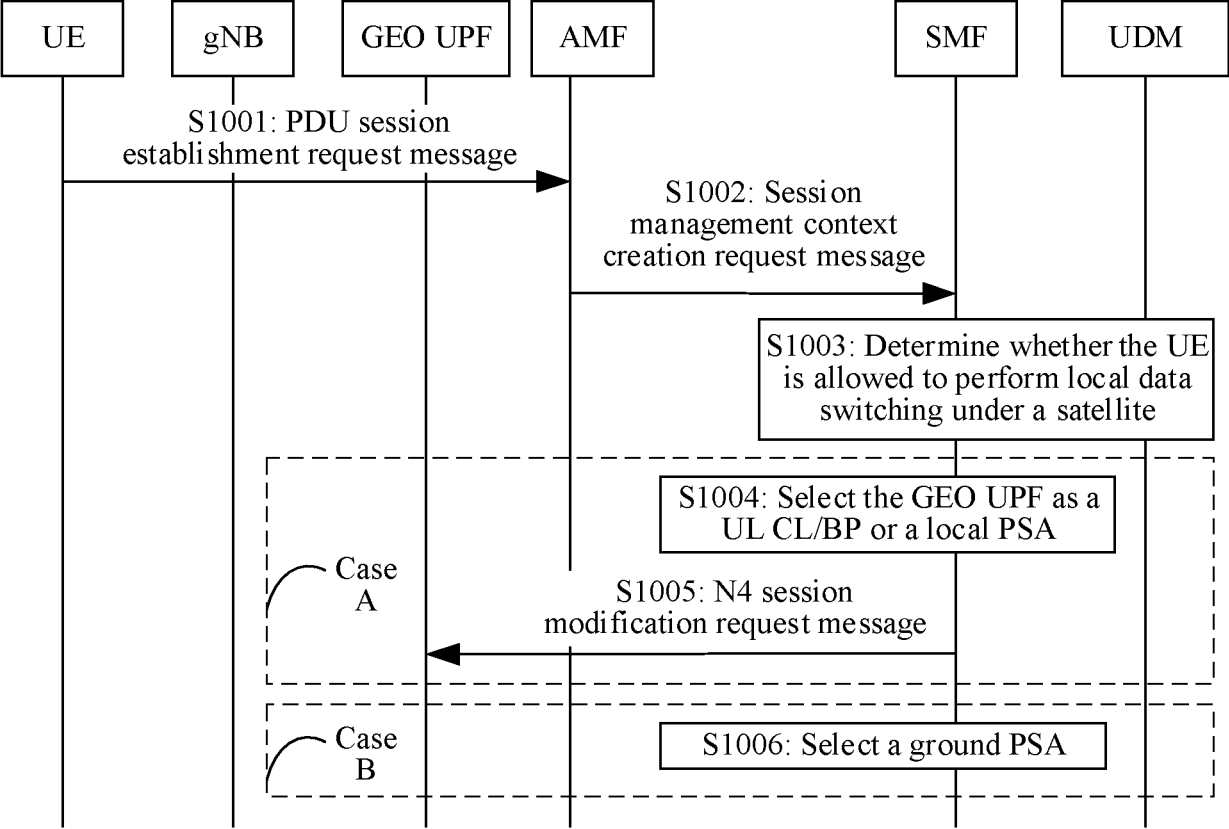 UE
gNB
GEO UPF
AMF
SMF
UDM
S1001: PDU session
establishment request message
S1002: Session
management context
creation request message
S1003: Determine whether the UE
is allowed to perform local data
switching under a satellite
S1004: Select the GEO UPF as a
UL CL/BP or a local PSA
Case
A
S1005: N4 session
modification request message
Case
B
S1006: Select a ground PSA